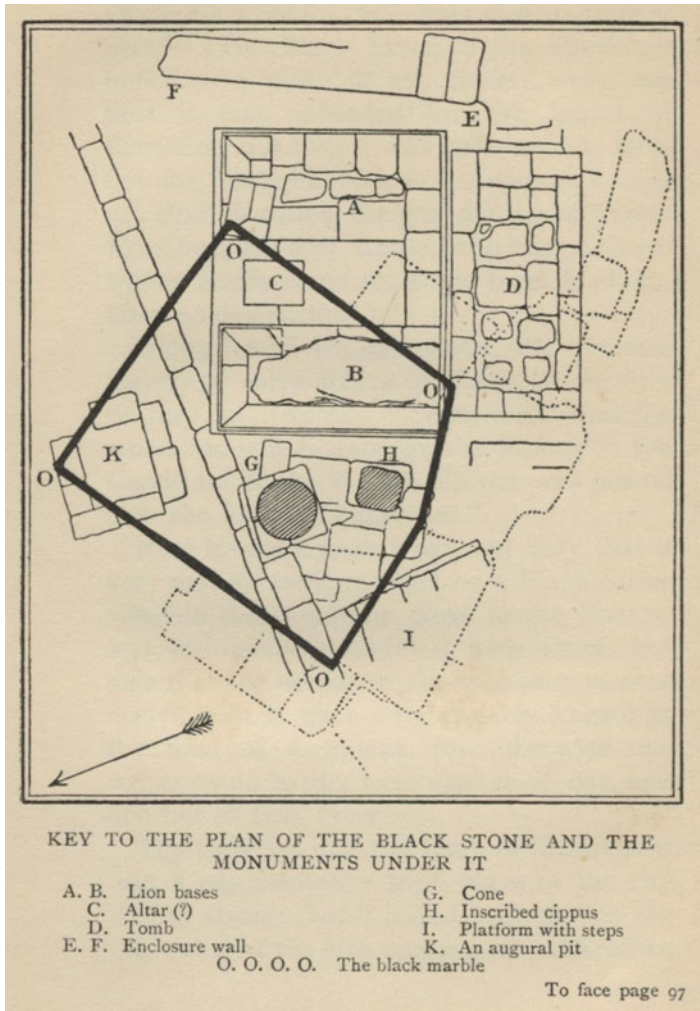 F
E
A
O
C
D
B
O
K
G
H
O
I
O
KEY TO THE PLAN OF THE BLACK STONE AND THE
MONUMENTS UNDER IT
A. B. Lion bases
C. Altar (?)
D. Tomb
E. F. Enclosure wall
G. Cone
H. Inscribed cippus
I. Platform with steps
K. An augural pit
O. O. O. O. The black marble
To face page 97